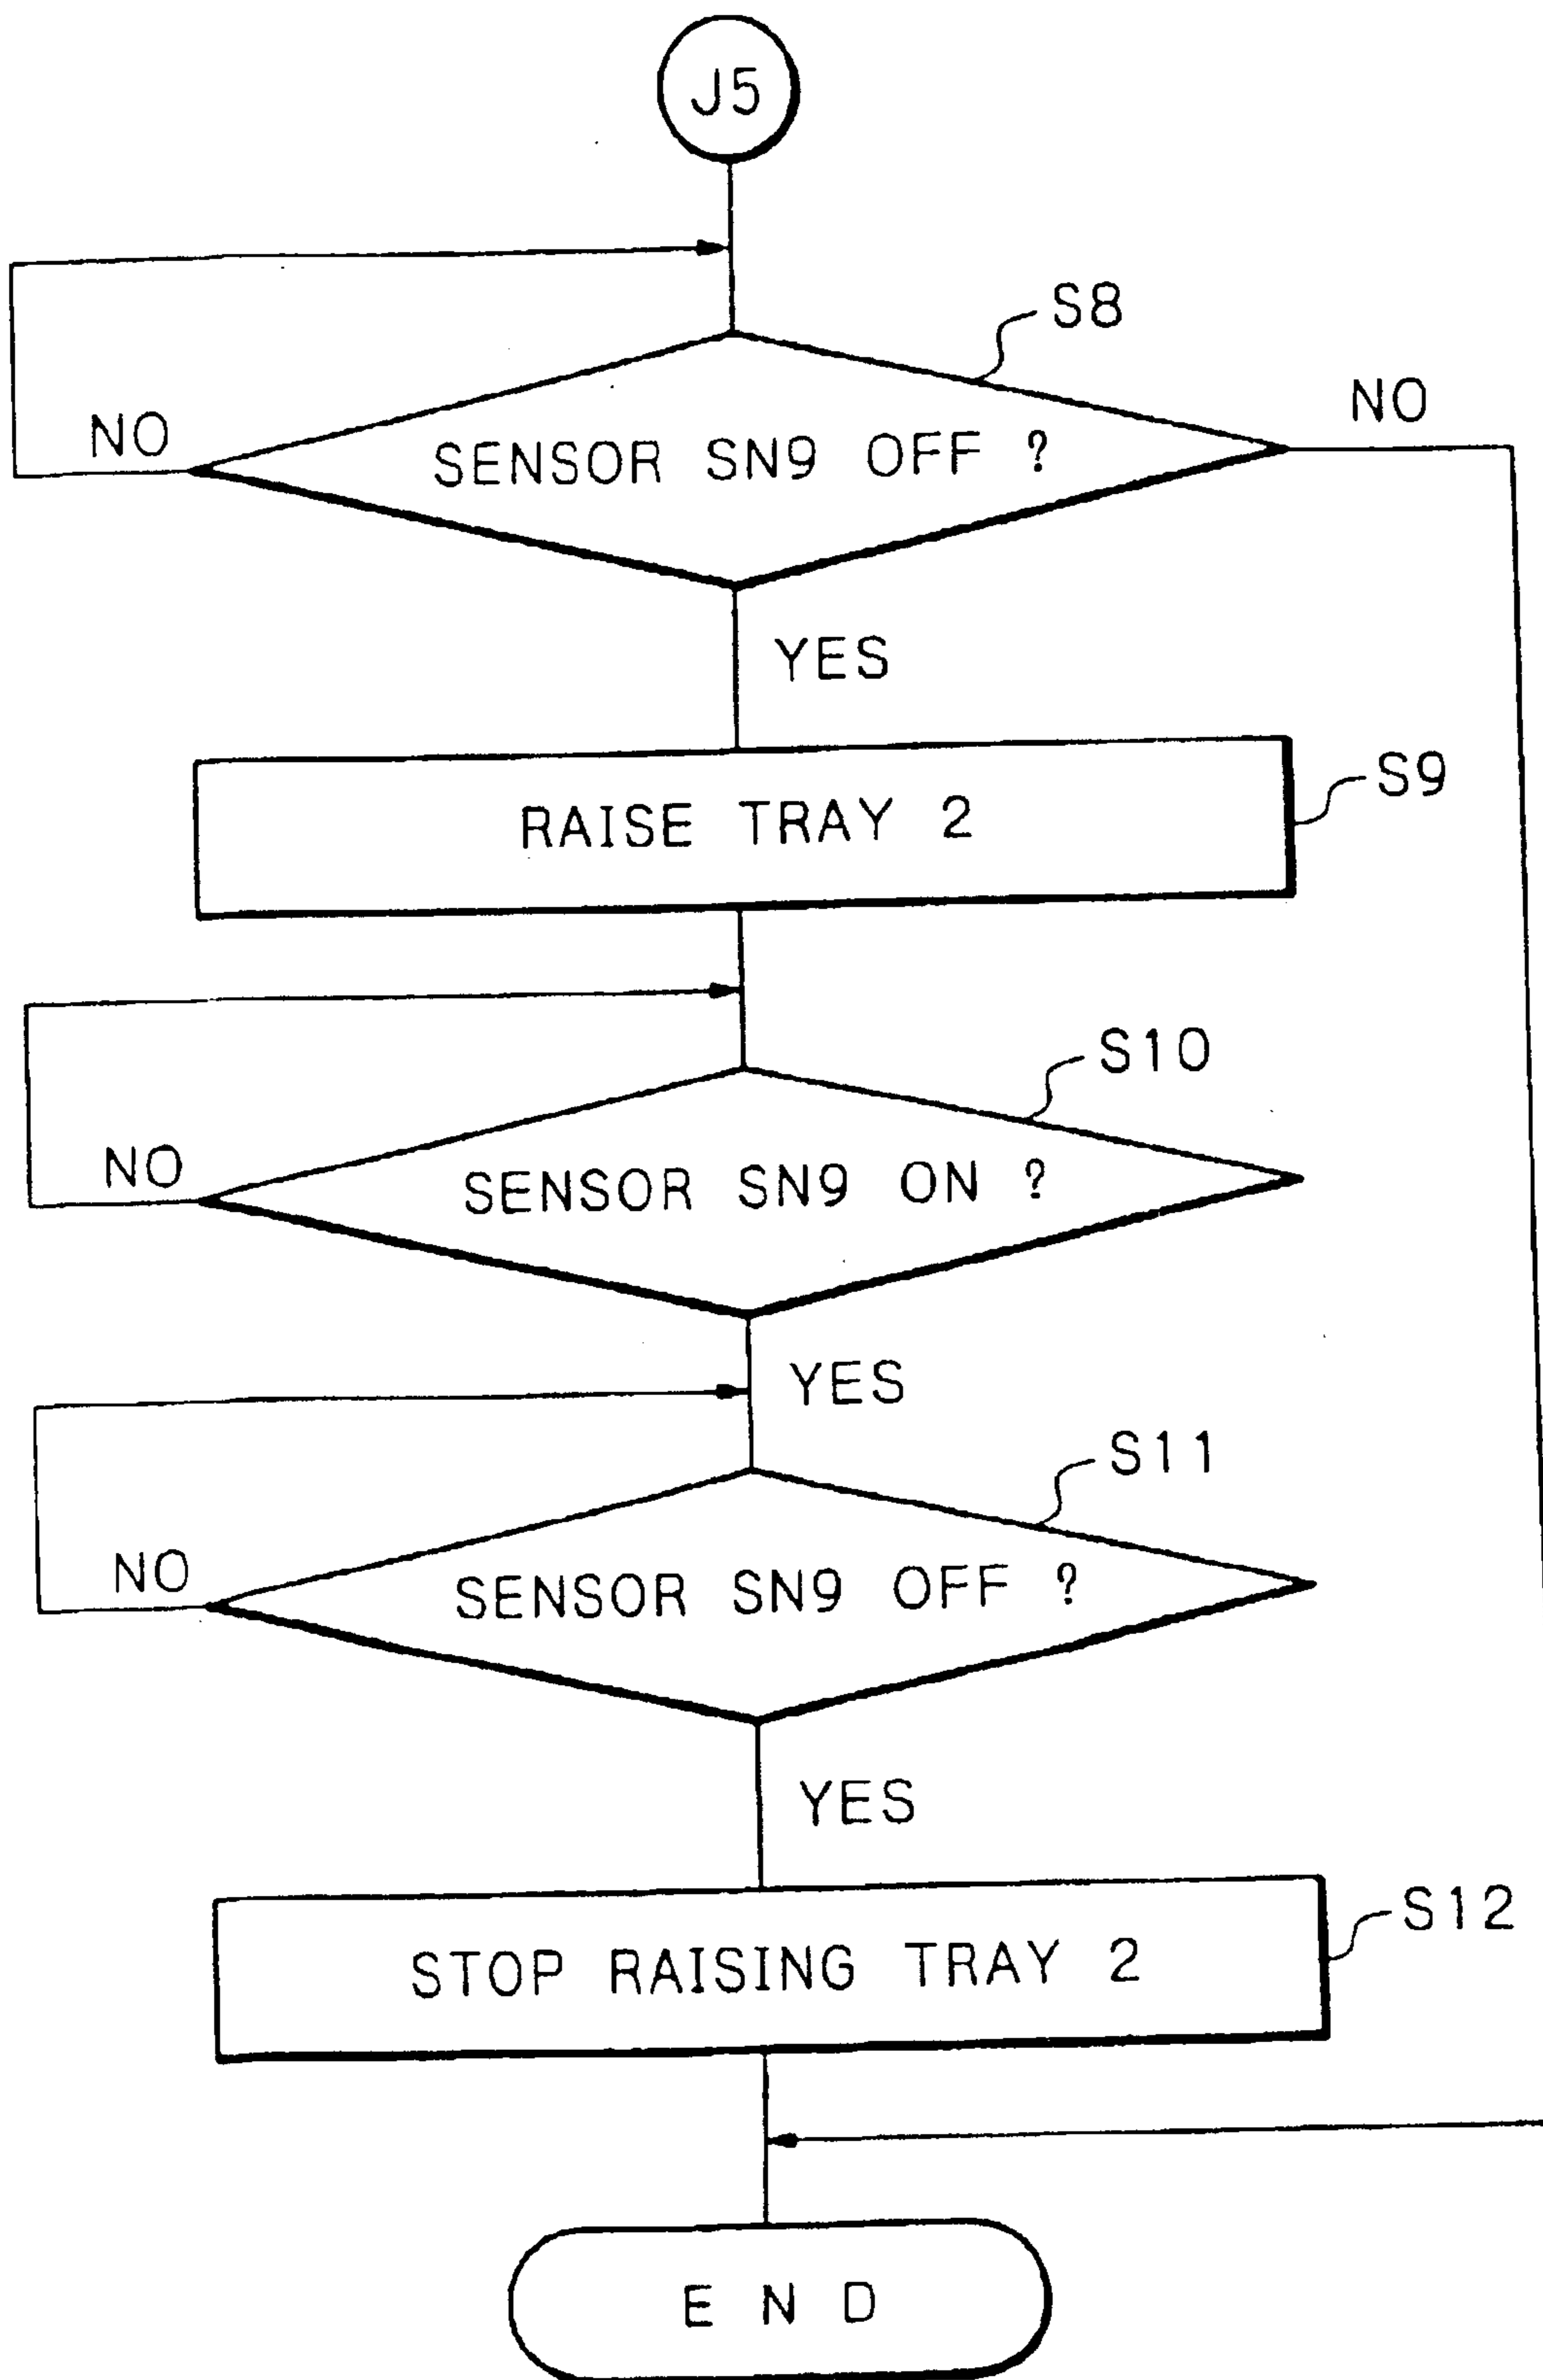 J5
S8
NO
NO
SENSOR SN9 OFF ?
YES
S9
RAISE TRAY 2
S10
NO
SENSOR SN9 ON ?
YES
S11
NO
SENSOR SN9 OFF ?
YES
S12
STOP RAISING TRAY 2
END